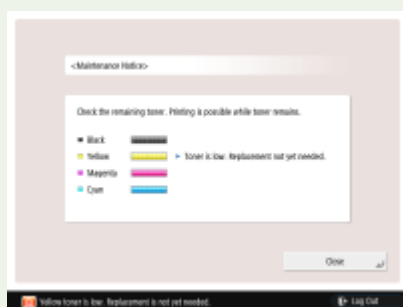 <Maintenance Notice>
Check the remaining toner. Printing is possible while toner remains.
Black
Yellow ► Toner is low. Replacement not yet needed.
Magenta
Cyan
Close
Yellow toner is low. Replacement is not yet needed.
Log Out